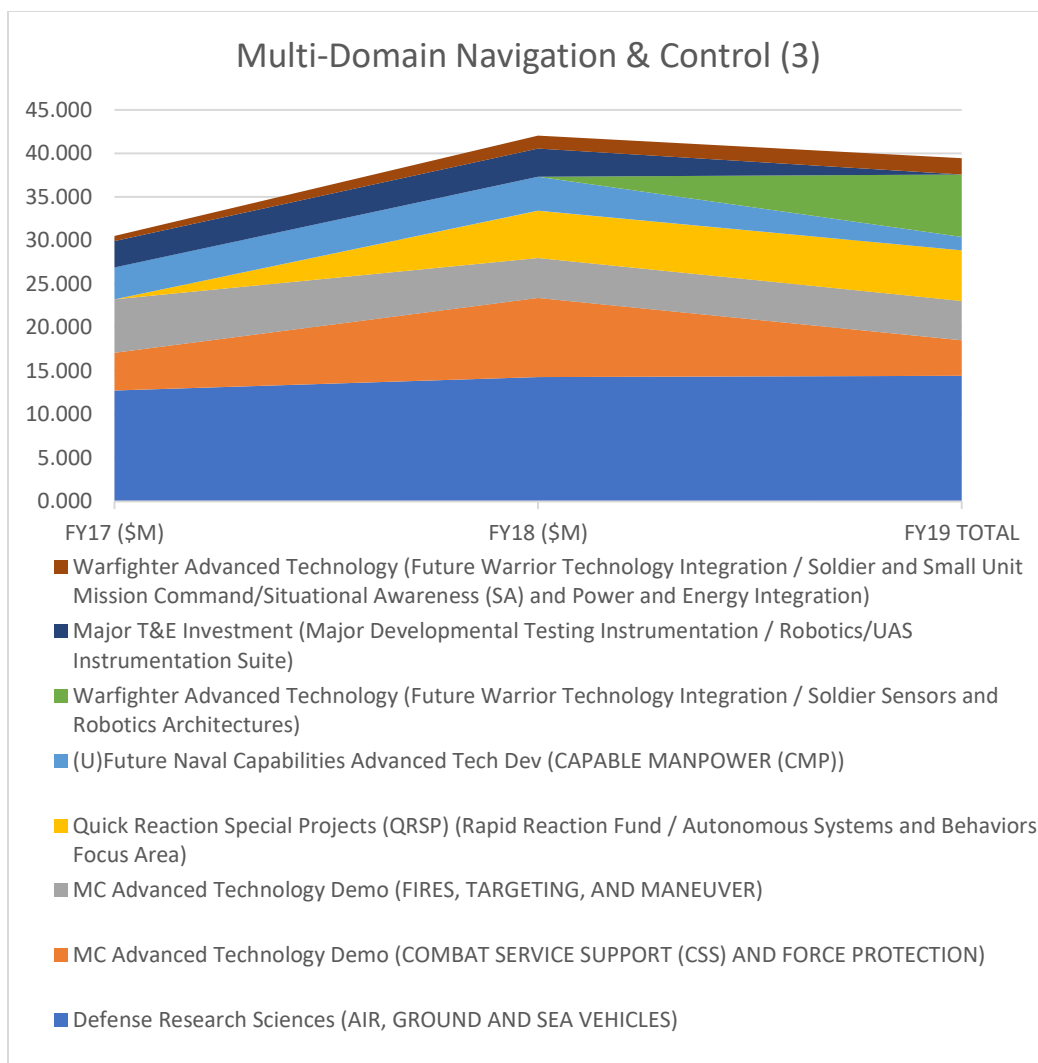 Multi-Domain Navigation & Control (3)
45.000
40.000
35.000
30.000
25.000
20.000
15.000
10.000
5.000
0.000
FY17 ($M) FY18 ($M) FY19 TOTAL
Warfighter Advanced Technology (Future Warrior Technology Integration / Soldier and Small Unit
Mission Command/Situational Awareness (SA) and Power and Energy Integration)
Major T&E Investment (Major Developmental Testing Instrumentation / Robotics/UAS
Instrumentation Suite)
Warfighter Advanced Technology (Future Warrior Technology Integration / Soldier Sensors and
Robotics Architectures)
(U)Future Naval Capabilities Advanced Tech Dev (CAPABLE MANPOWER (CMP))
Quick Reaction Special Projects (QRSP) (Rapid Reaction Fund / Autonomous Systems and Behaviors
Focus Area)
MC Advanced Technology Demo (FIRES, TARGETING, AND MANEUVER)
MC Advanced Technology Demo (COMBAT SERVICE SUPPORT (CSS) AND FORCE PROTECTION)
Defense Research Sciences (AIR, GROUND AND SEA VEHICLES)